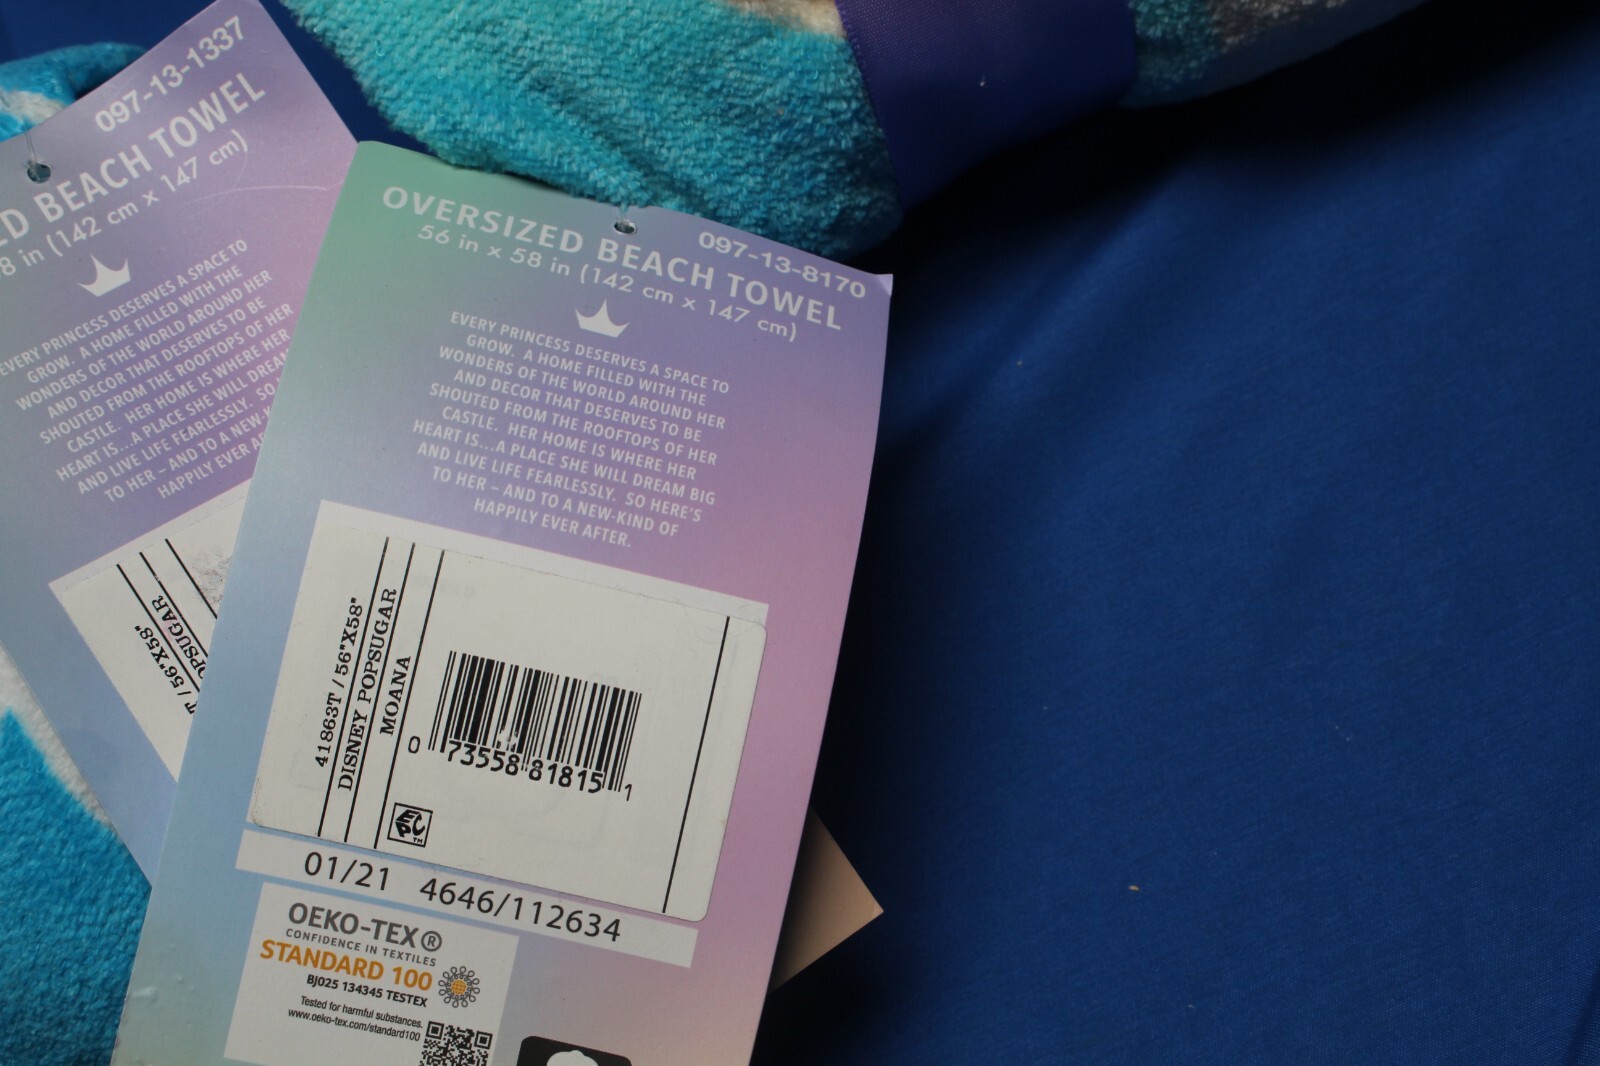 097-13-1337
ED BEACH TOWEL
8 in (142 cm x 147 cm)
EVERY PRINCESS DESERVES A SPACE TO
GROW. A HOME FILLED WITH THE
WONDERS OF THE WORLD AROUND HER
AND DECOR THAT DESERVES TO BE
SHOUTED FROM THE ROOFTOPS OF HER
CASTLE. HER HOME IS WHERE HER
HEART IS...A PLACE SHE WILL DREAM
AND LIVE LIFE FEARLESSLY. SO
TO HER – AND TO A NEW-
HAPPILY EVER
T / 56"X58"
OPSUGAR
097-13-8170
OVERSIZED BEACH TOWEL
56 in x 58 in (142 cm x 147 cm)
EVERY PRINCESS DESERVES A SPACE TO
GROW. A HOME FILLED WITH THE
WONDERS OF THE WORLD AROUND HER
AND DECOR THAT DESERVES TO BE
SHOUTED FROM THE ROOFTOPS OF HER
CASTLE. HER HOME IS WHERE HER
HEART IS...A PLACE SHE WILL DREAM BIG
AND LIVE LIFE FEARLESSLY. SO HERE'S
TO HER – AND TO A NEW-KIND OF
HAPPILY EVER AFTER.
41863T / 56"X58"
DISNEY POPSUGAR
MOANA
0 73558 81815 1
EPC™
01/21 4646/112634
OEKO-TEX®
CONFIDENCE IN TEXTILES
STANDARD 100
BJ025 134345 TESTEX
Tested for harmful substances.
www.oeko-tex.com/standard100